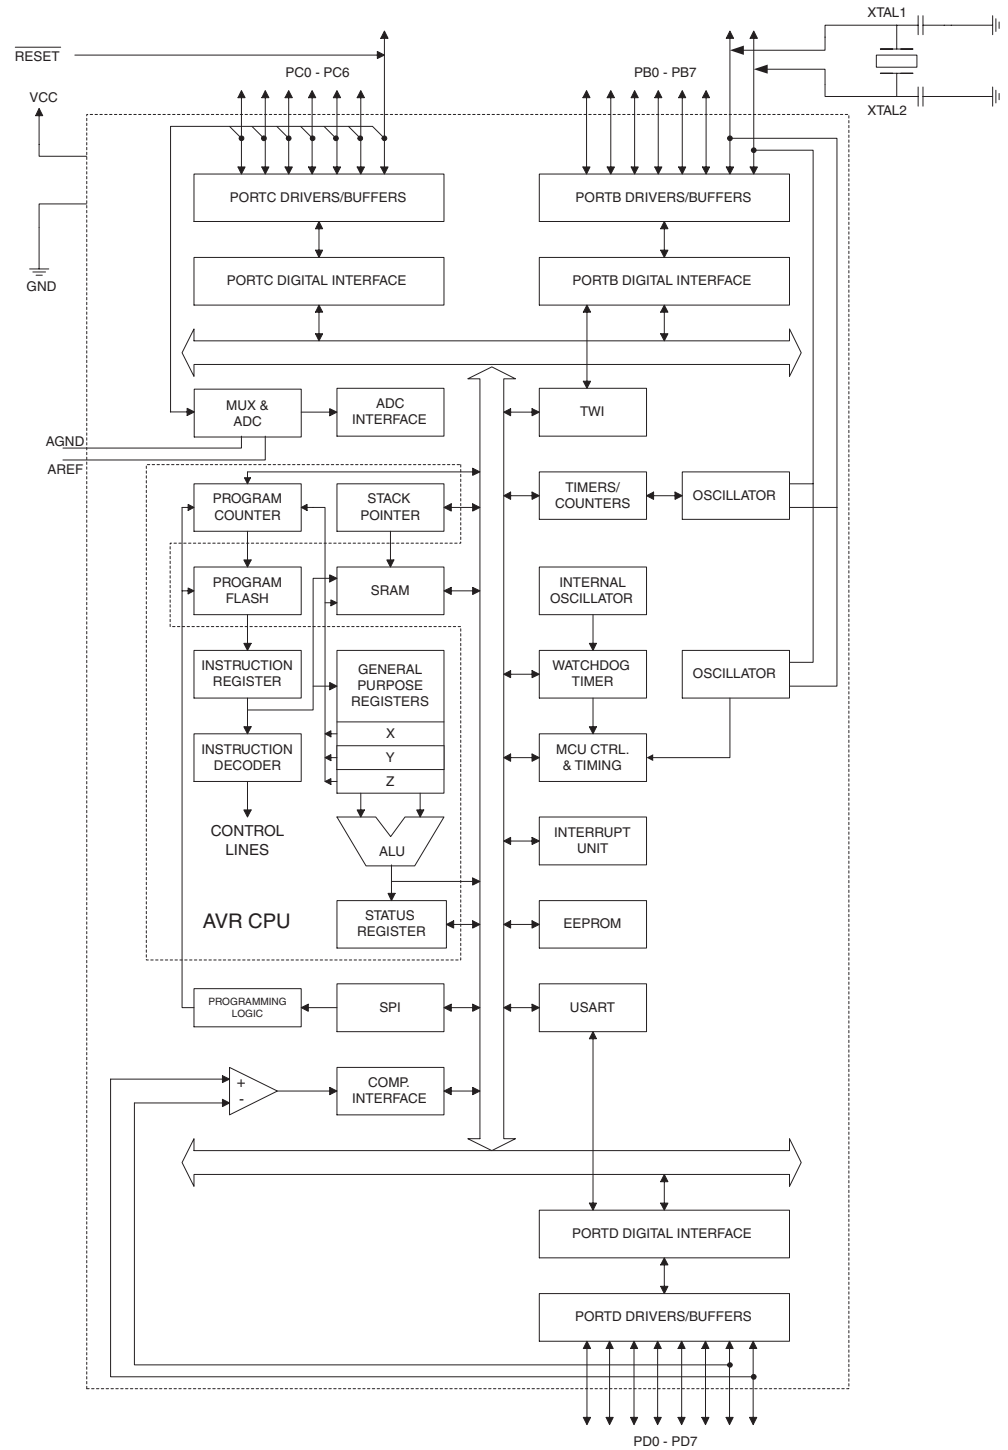 XTAL1
RESET
PC0 - PC6
PB0 - PB7
VCC
XTAL2
PORTC DRIVERS/BUFFERS
PORTB DRIVERS/BUFFERS
GND
PORTC DIGITAL INTERFACE
PORTB DIGITAL INTERFACE
MUX &
ADC
ADC
INTERFACE
TWI
AGND
AREF
PROGRAM
COUNTER
STACK
POINTER
TIMERS/
COUNTERS
OSCILLATOR
PROGRAM
FLASH
SRAM
INTERNAL
OSCILLATOR
INSTRUCTION
REGISTER
GENERAL
PURPOSE
REGISTERS
WATCHDOG
TIMER
OSCILLATOR
X
Y
Z
INSTRUCTION
DECODER
MCU CTRL.
& TIMING
CONTROL
LINES
ALU
INTERRUPT
UNIT
AVR CPU
STATUS
REGISTER
EEPROM
PROGRAMMING
LOGIC
SPI
USART
+
-
COMP.
INTERFACE
PORTD DIGITAL INTERFACE
PORTD DRIVERS/BUFFERS
PD0 - PD7